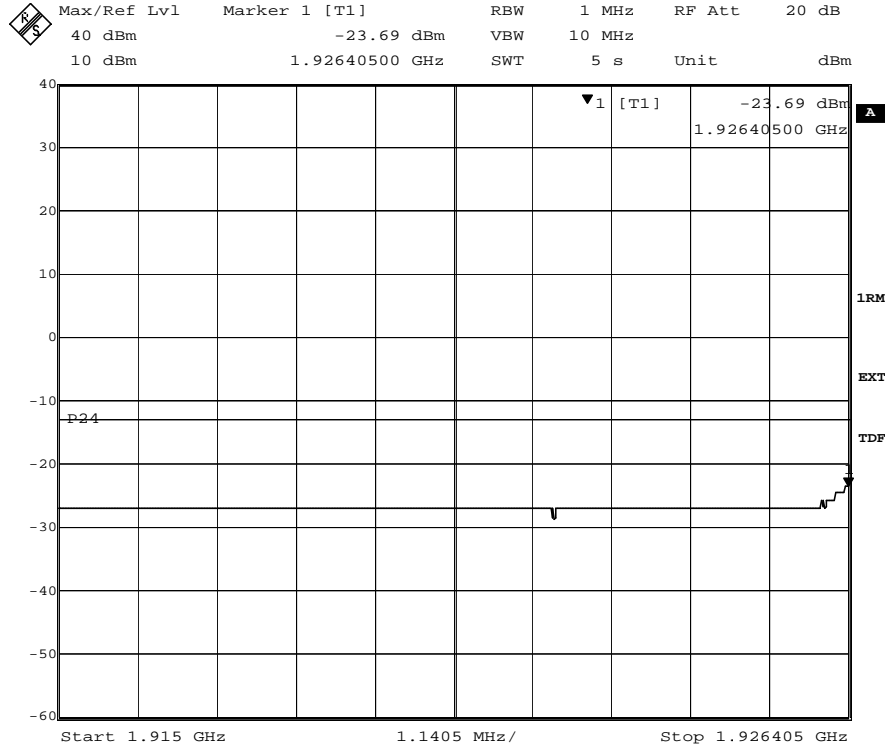 R S
Max/Ref Lvl Marker 1 [T1] RBW 1 MHz RF Att 20 dB
40 dBm -23.69 dBm VBW 10 MHz
10 dBm 1.92640500 GHz SWT 5 s Unit dBm
40
1 [T1] -23.69 dBm
A
1.92640500 GHz
30
20
10
1RM
0
EXT
-10
P24
TDF
-20
1
-30
-40
-50
-60
Start 1.915 GHz 1.1405 MHz/ Stop 1.926405 GHz